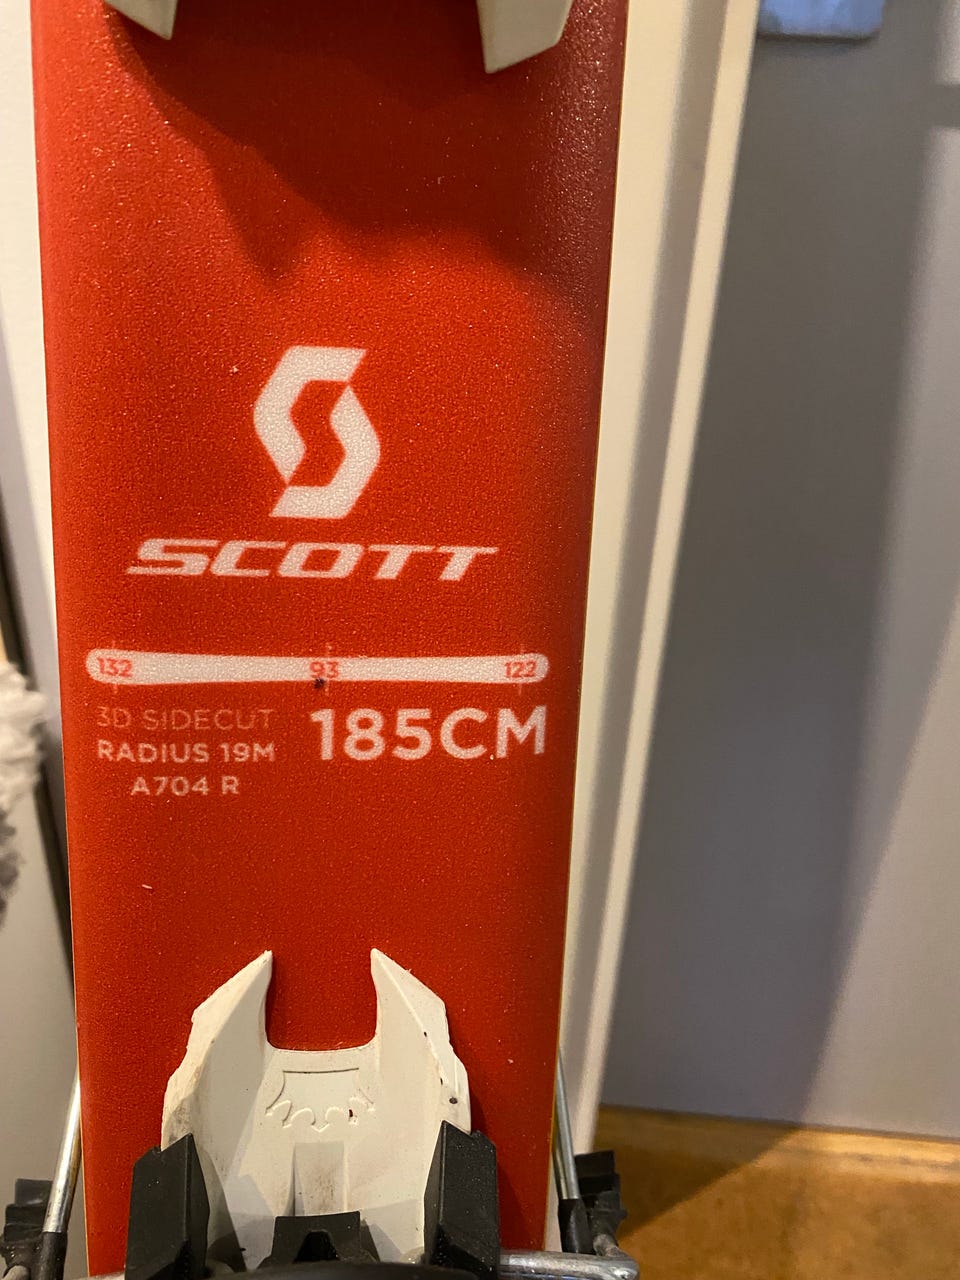 SCOTT
132 93 122
3D SIDECUT
RADIUS 19M
A704 R
185CM